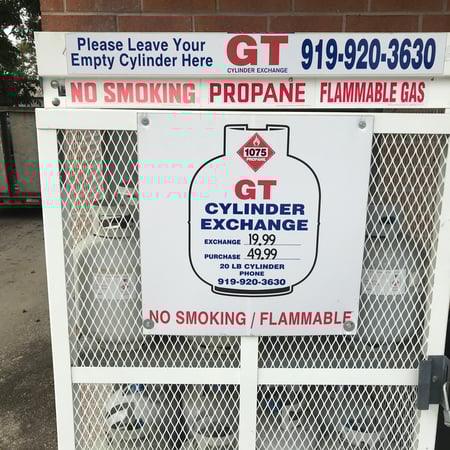 Please Leave Your
Empty Cylinder Here
GT
CYLINDER EXCHANGE
919-920-3630
NO SMOKING PROPANE FLAMMABLE GAS
1075
PROPANE
GT
CYLINDER
EXCHANGE
EXCHANGE 19.99
PURCHASE 49.99
20 LB CYLINDER
PHONE
919-920-3630
NO SMOKING / FLAMMABLE